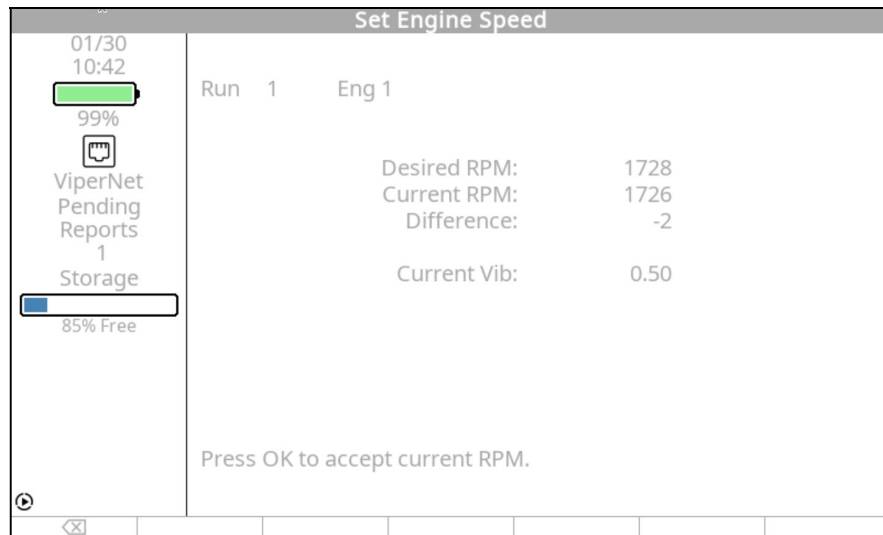 Set Engine Speed
01/30
10:42
99%
ViperNet
Pending
Reports
1
Storage
85% Free
Run 1 Eng 1
Desired RPM: 1728
Current RPM: 1726
Difference: -2
Current Vib: 0.50
Press OK to accept current RPM.